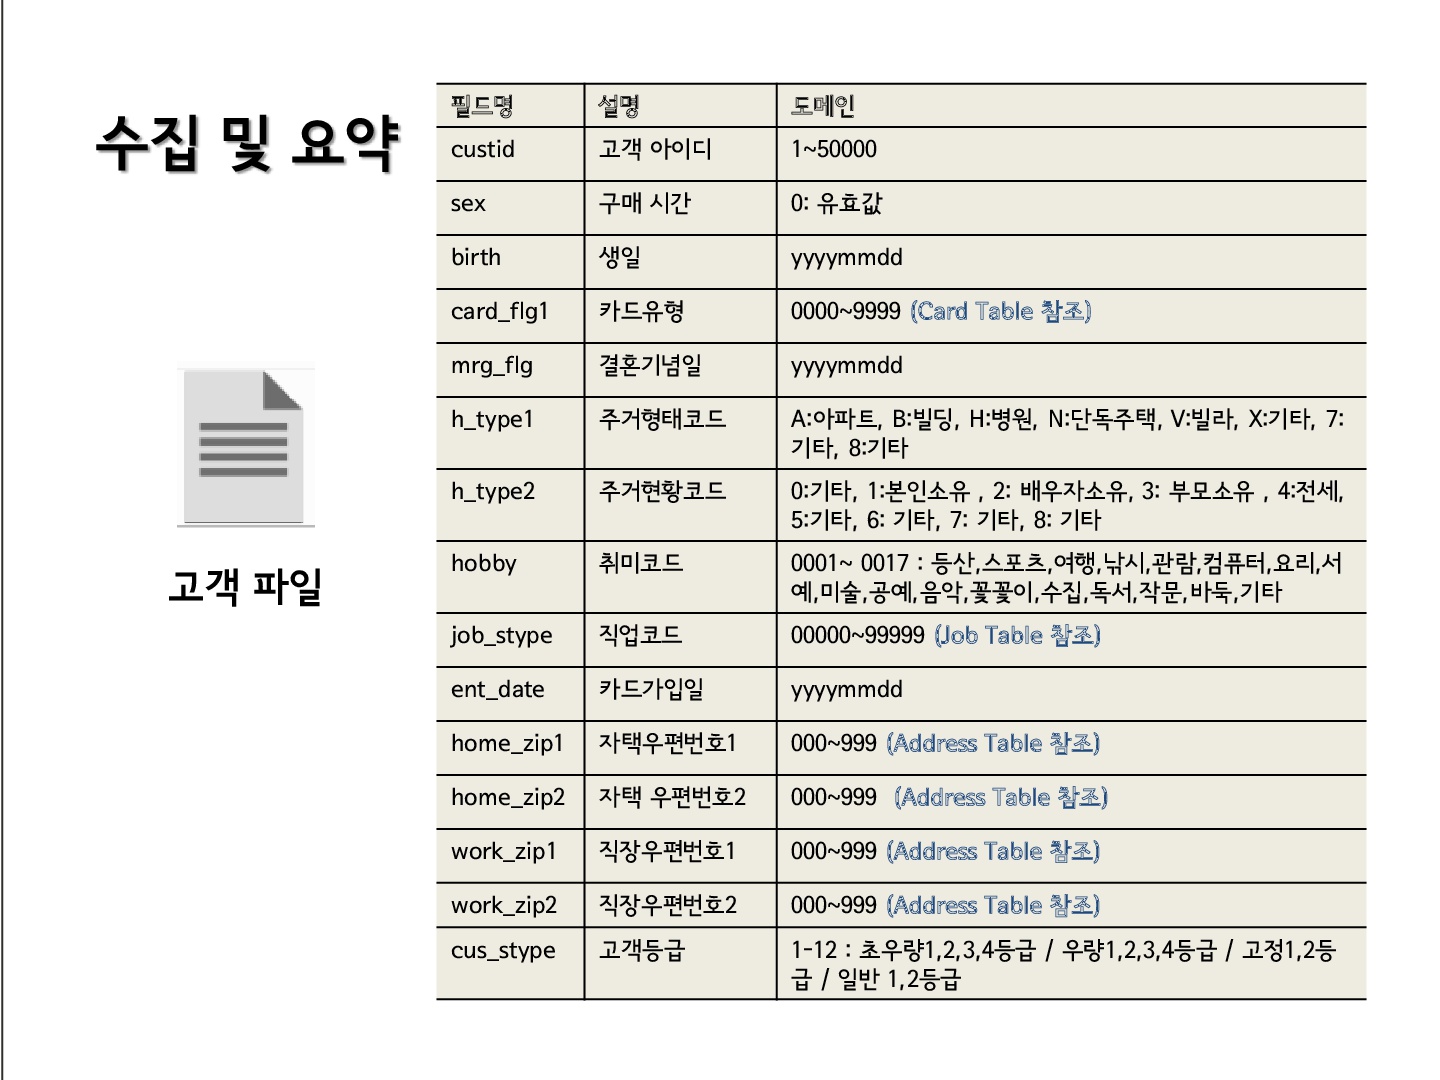 수집 및 요약
고객 파일
필드명 설명 도메인
custid 고객 아이디 1~50000
sex 구매 시간 0: 유효값
birth 생일 yyyymmdd
card_flg1 카드유형 0000~9999 (Card Table 참조)
mrg_flg 결혼기념일 yyyymmdd
h_type1 주거형태코드 A:아파트, B:빌딩, H:병원, N:단독주택, V:빌라, X:기타, 7:
기타, 8:기타
h_type2 주거현황코드 0:기타, 1:본인소유 , 2: 배우자소유, 3: 부모소유 , 4:전세,
5:기타, 6: 기타, 7: 기타, 8: 기타
hobby 취미코드 0001~ 0017 : 등산,스포츠,여행,낚시,관람,컴퓨터,요리,서
예,미술,공예,음악,꽃꽃이,수집,독서,작문,바둑,기타
job_stype 직업코드 00000~99999 (Job Table 참조)
ent_date 카드가입일 yyyymmdd
home_zip1 자택우편번호1 000~999 (Address Table 참조)
home_zip2 자택 우편번호2 000~999 (Address Table 참조)
work_zip1 직장우편번호1 000~999 (Address Table 참조)
work_zip2 직장우편번호2 000~999 (Address Table 참조)
cus_stype 고객등급 1-12 : 초우량1,2,3,4등급 / 우량1,2,3,4등급 / 고정1,2등
급 / 일반 1,2등급